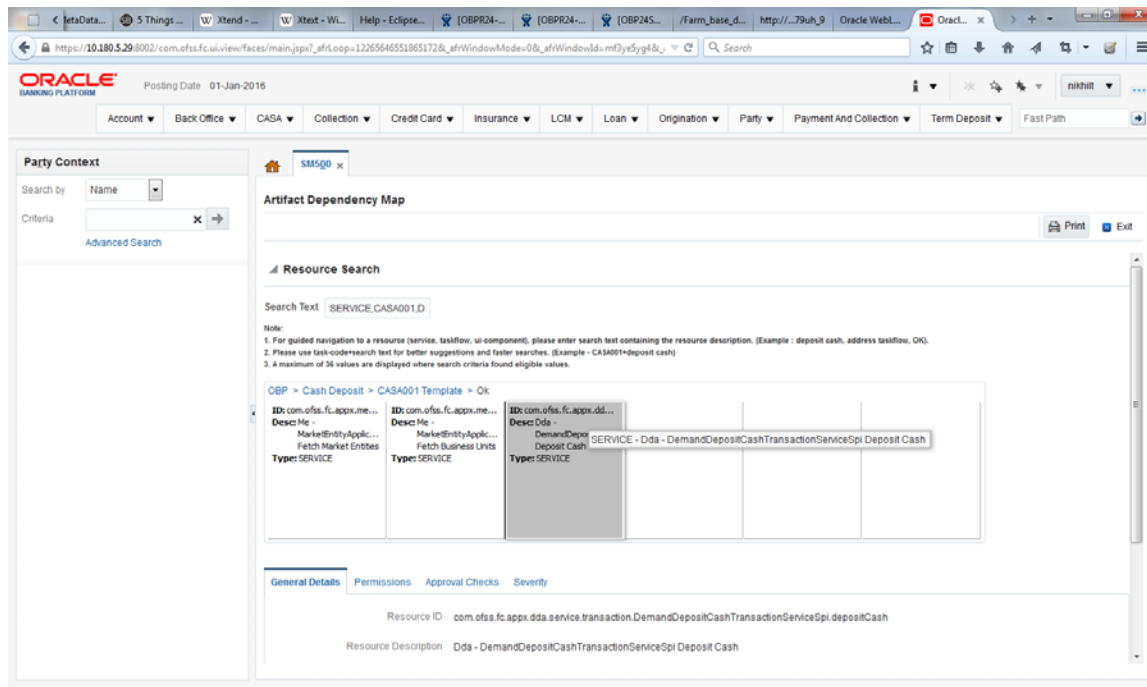 < letaData...
5 Things ...
Xtend - ...
Xtext - Wi...
Help - Eclipse...
[OBPR24-...
[OBPR24-...
[OBP24S...
/Farm_base_d...
http://...79uh_9
Oracle WebL...
Oracl... ×
https://10.180.5.29:8002/com.ofss.fc.ui.view/faces/main.jspx?_afrLoop=12265646551865172&_afrWindowMode=0&_afrWindowId=mf3ye5yg4&_
Search
ORACLE
BANKING PLATFORM
Posting Date 01-Jan-2016
nikhilt
Account Back Office CASA Collection Credit Card Insurance LCM Loan Origination Party Payment And Collection Term Deposit Fast Path
Party Context
Search by Name
Criteria
Advanced Search
SM500 ×
Artifact Dependency Map
Print Exit
Resource Search
Search Text SERVICE,CASA001,D
Note:
1. For guided navigation to a resource (service, taskflow, ui-component), please enter search text containing the resource description. (Example : deposit cash, address taskflow, OK).
2. Please use task-code+search text for better suggestions and faster searches. (Example - CASA001+deposit cash)
3. A maximum of 36 values are displayed where search criteria found eligible values.
OBP > Cash Deposit > CASA001 Template > Ok
ID: com.ofss.fc.appx.me...
Desc: Me -
MarketEntityApplic...
Fetch Market Entities
Type: SERVICE
ID: com.ofss.fc.appx.me...
Desc: Me -
MarketEntityApplic...
Fetch Business Units
Type: SERVICE
ID: com.ofss.fc.appx.dd...
Desc: Dda -
DemandDepos
Deposit Cash
Type: SERVICE
SERVICE - Dda - DemandDepositCashTransactionServiceSpi Deposit Cash
General Details Permissions Approval Checks Severity
Resource ID com.ofss.fc.appx.dda.service.transaction.DemandDepositCashTransactionServiceSpi.depositCash
Resource Description Dda - DemandDepositCashTransactionServiceSpi Deposit Cash